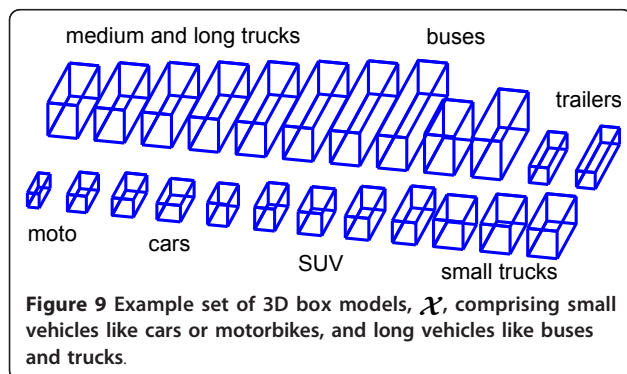 medium and long trucks
buses
trailers
moto
cars
SUV
small trucks
Figure 9 Example set of 3D box models, 𝒳, comprising small
vehicles like cars or motorbikes, and long vehicles like buses
and trucks.